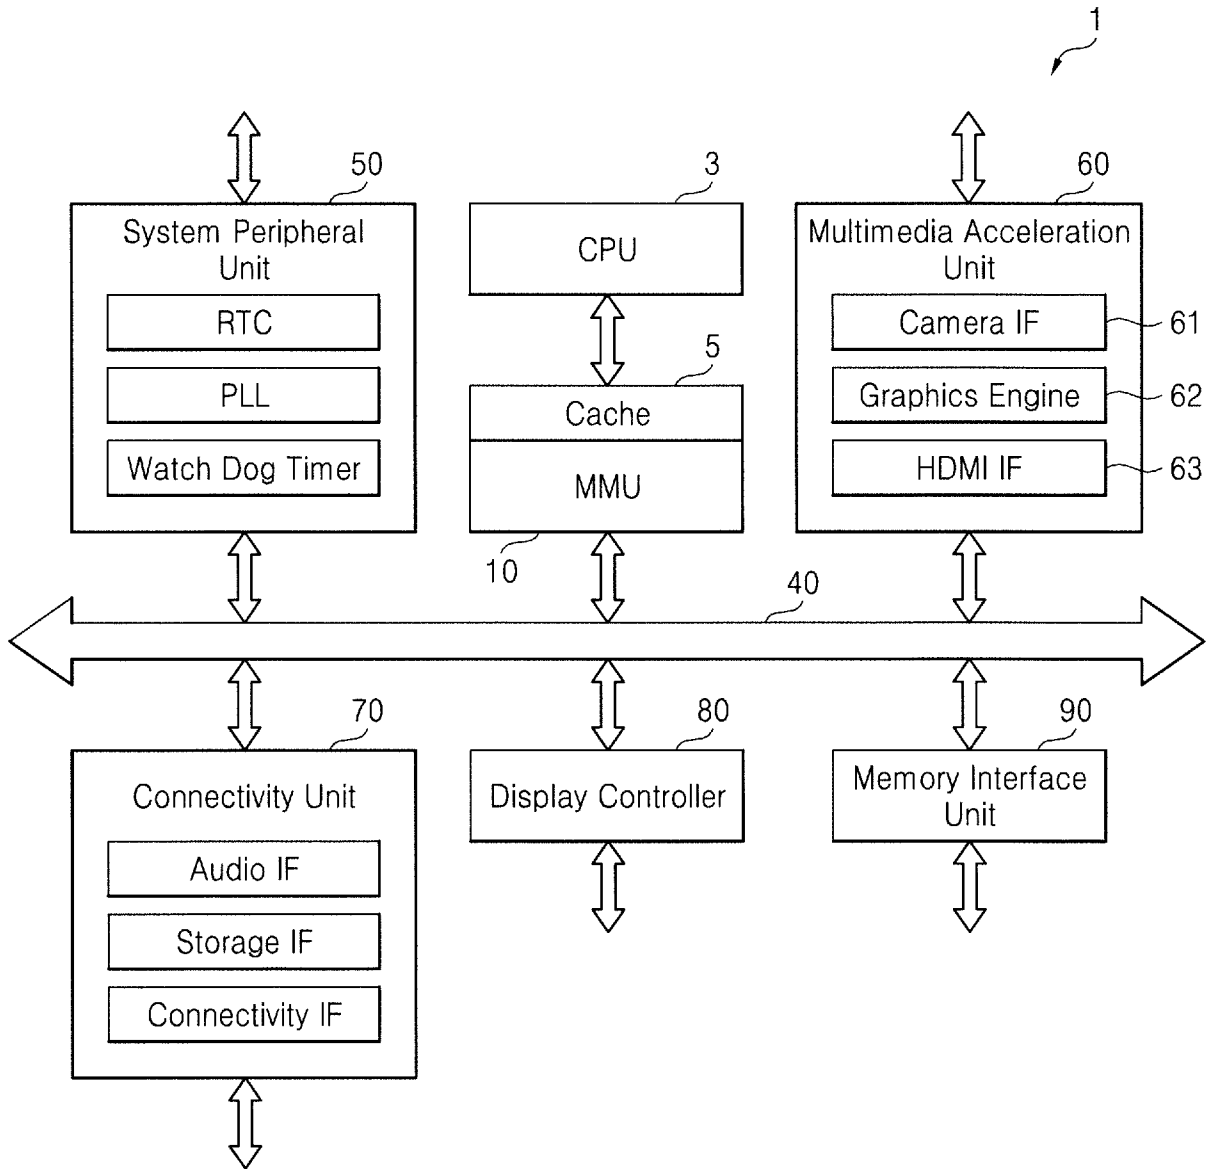 1
50
System Peripheral
Unit
RTC
PLL
Watch Dog Timer
3
CPU
5
Cache
MMU
10
60
Multimedia Acceleration
Unit
Camera IF
61
Graphics Engine
62
HDMI IF
63
40
70
Connectivity Unit
Audio IF
Storage IF
Connectivity IF
80
Display Controller
90
Memory Interface
Unit